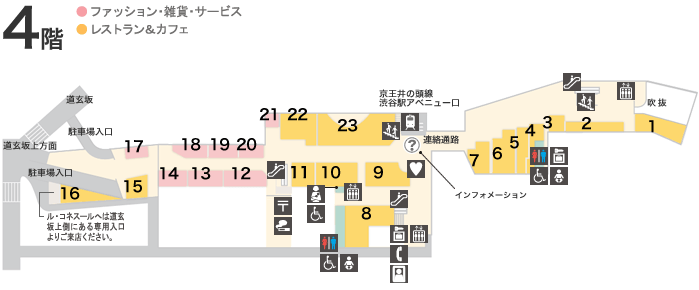 4階
ファッション・雑貨・サービス
レストラン&カフェ
道玄坂
京王井の頭線
渋谷駅アベニュー口
吹抜
駐車場入口
道玄坂上方面
連絡通路
駐車場入口
インフォメーション
ル・コネスールへは道玄
坂上側にある専用入口
よりご来店ください。
1
2
3
4
5
6
7
8
9
10
11
12
13
14
15
16
17
18
19
20
21
22
23
?
〒